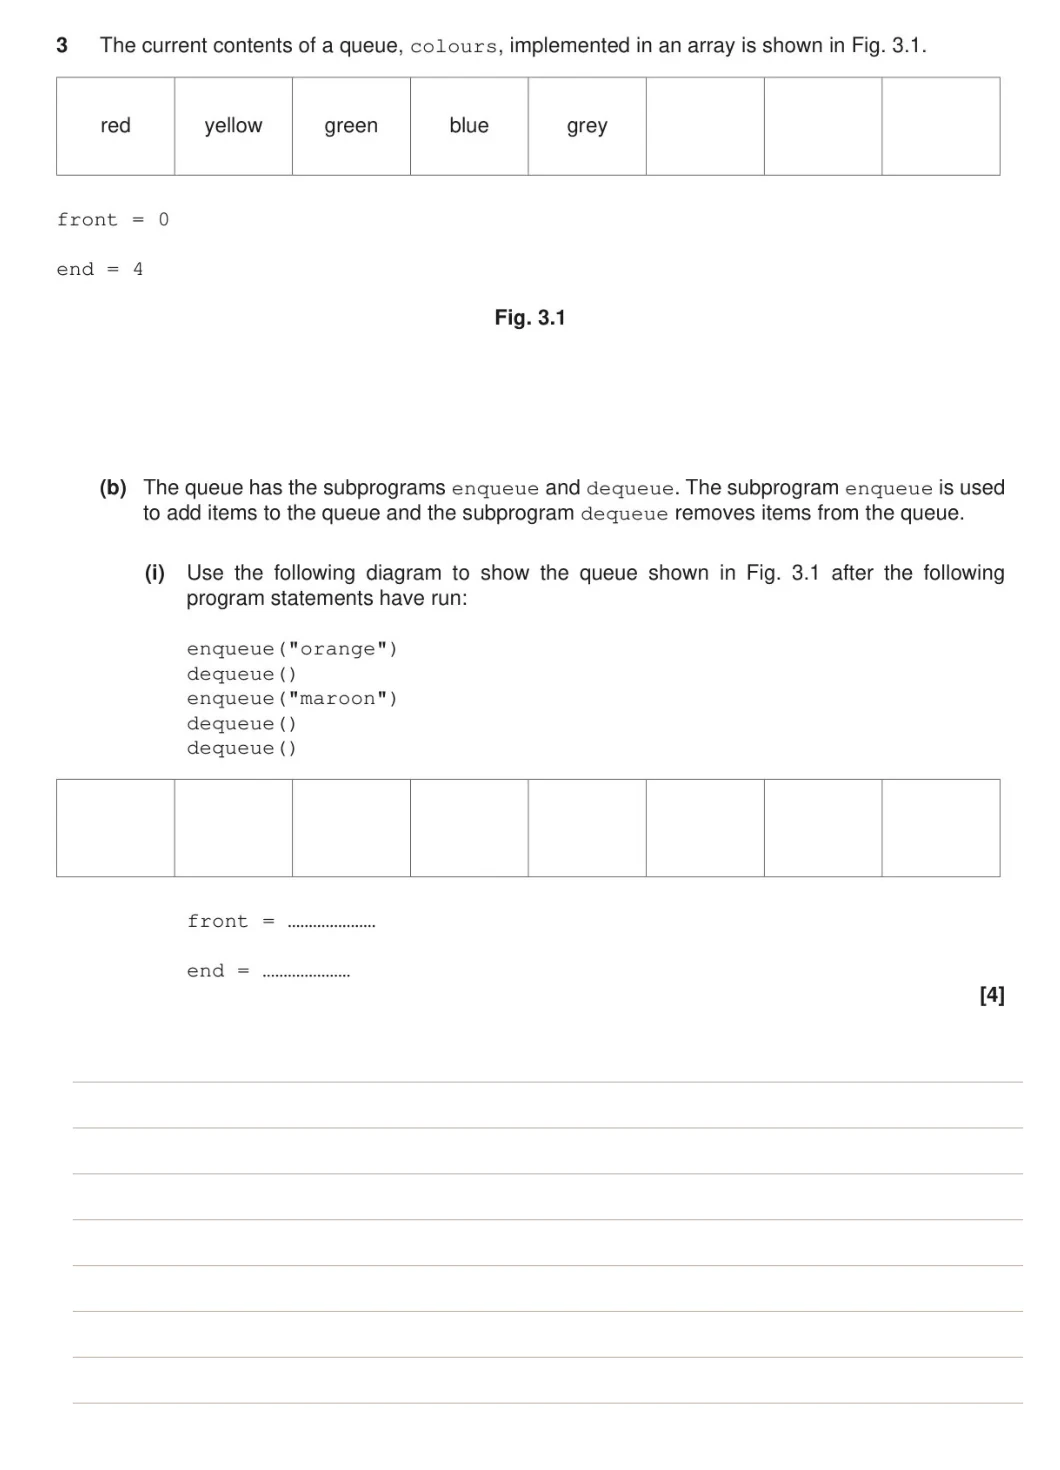 3 The current contents of a queue, colours, implemented in an array is shown in Fig. 3.1.
red yellow green blue grey
front = 0
end = 4
Fig. 3.1
(b) The queue has the subprograms enqueue and dequeue. The subprogram enqueue is used
to add items to the queue and the subprogram dequeue removes items from the queue.
(i) Use the following diagram to show the queue shown in Fig. 3.1 after the following
program statements have run:
enqueue("orange")
dequeue()
enqueue("maroon")
dequeue()
dequeue()
front = .....................
end = .....................
[4]